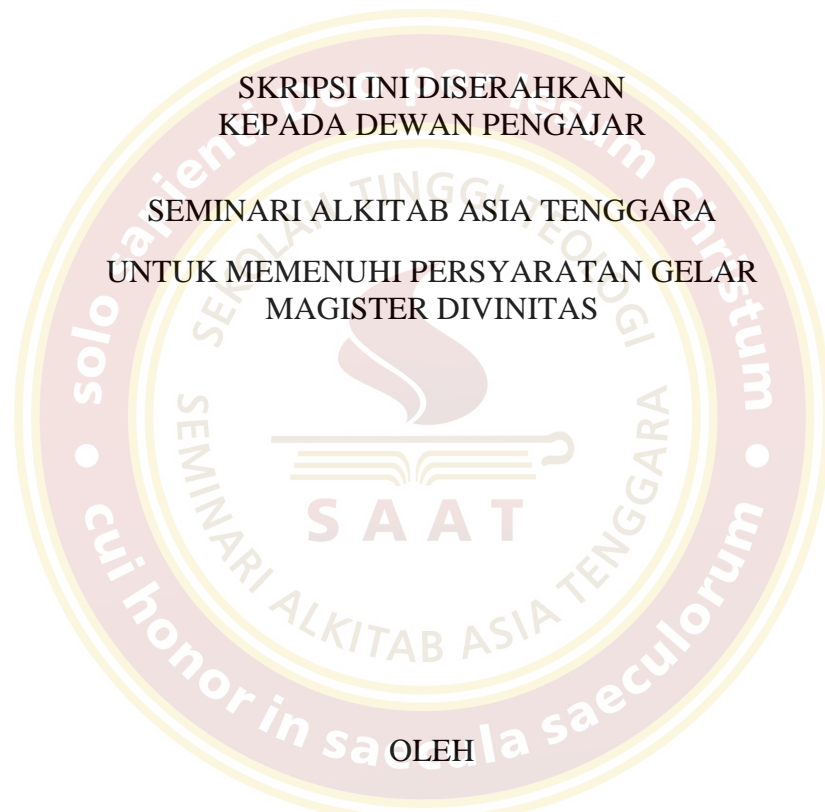 SKRIPSI INI DISERAHKAN
KEPADA DEWAN PENGAJAR
SEMINARI ALKITAB ASIA TENGGARA
UNTUK MEMENUHI PERSYARATAN GELAR
MAGISTER DIVINITAS
OLEH
solo sapienti Deo per Iesum Christum
cui honor in saecula saeculorum
SEKOLAH TINGGI TEOLOGI
SEMINARI ALKITAB ASIA TENGGARA
SAAT